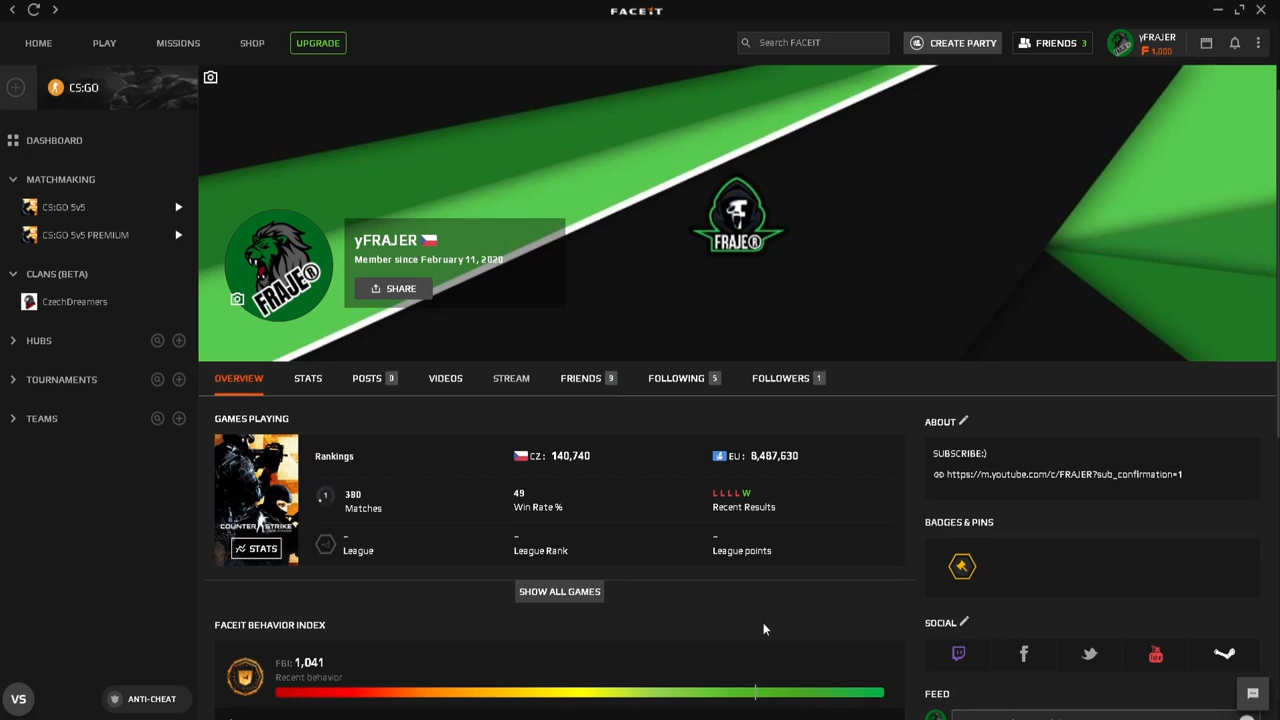 FACEIT
HOME
PLAY
MISSIONS
SHOP
UPGRADE
Search FACEIT
CREATE PARTY
FRIENDS 3
yFRAJER
1,000
CS:GO
DASHBOARD
MATCHMAKING
CS:GO 5v5
CS:GO 5v5 PREMIUM
CLANS (BETA)
CzechDreamers
HUBS
TOURNAMENTS
TEAMS
VS
ANTI-CHEAT
FRAJE®
yFRAJER
Member since February 11, 2020
SHARE
FRAJE®
OVERVIEW
STATS
POSTS 0
VIDEOS
STREAM
FRIENDS 9
FOLLOWING 5
FOLLOWERS 1
GAMES PLAYING
COUNTER STRIKE
STATS
Rankings
CZ: 140,740
EU: 8,487,630
1
380
Matches
49
Win Rate %
L L L L W
Recent Results
–
League
–
League Rank
–
League points
SHOW ALL GAMES
FACEIT BEHAVIOR INDEX
FBI: 1,041
Recent behavior
ABOUT
SUBSCRIBE:)
https://m.youtube.com/c/FRAJER?sub_confirmation=1
BADGES & PINS
SOCIAL
FEED